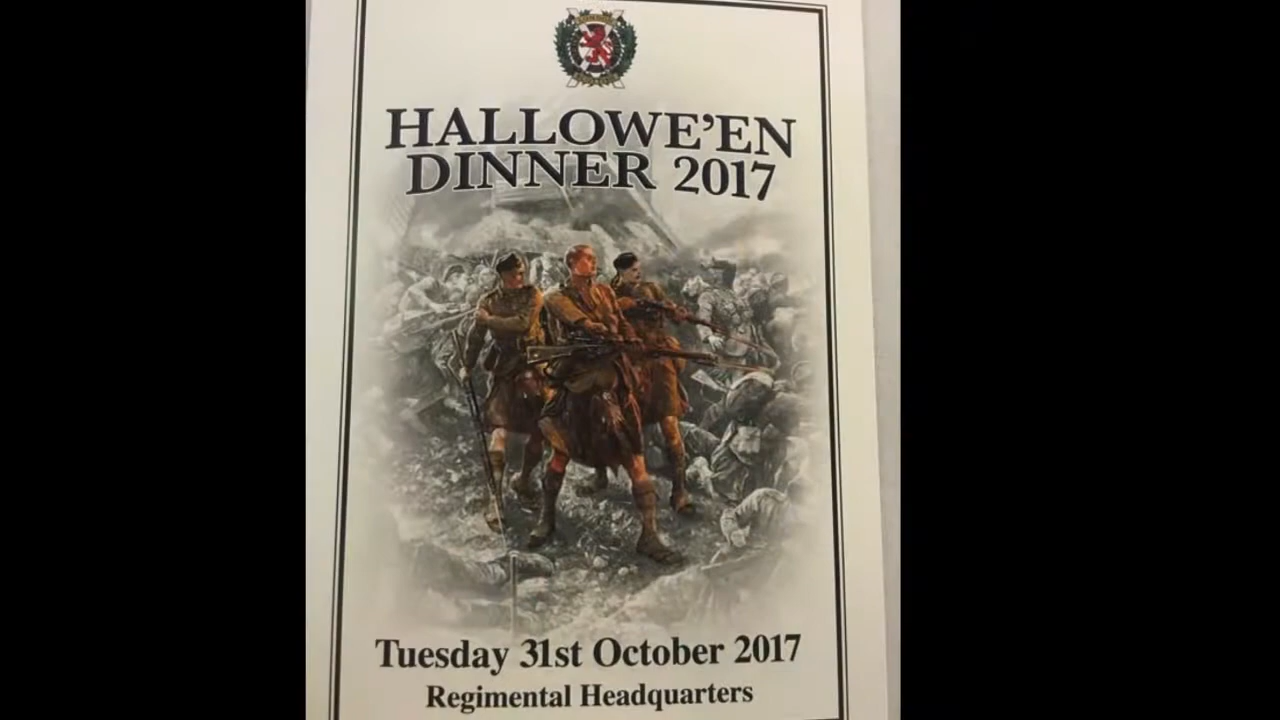 HALLOWE'EN
DINNER 2017
Tuesday 31st October 2017
Regimental Headquarters